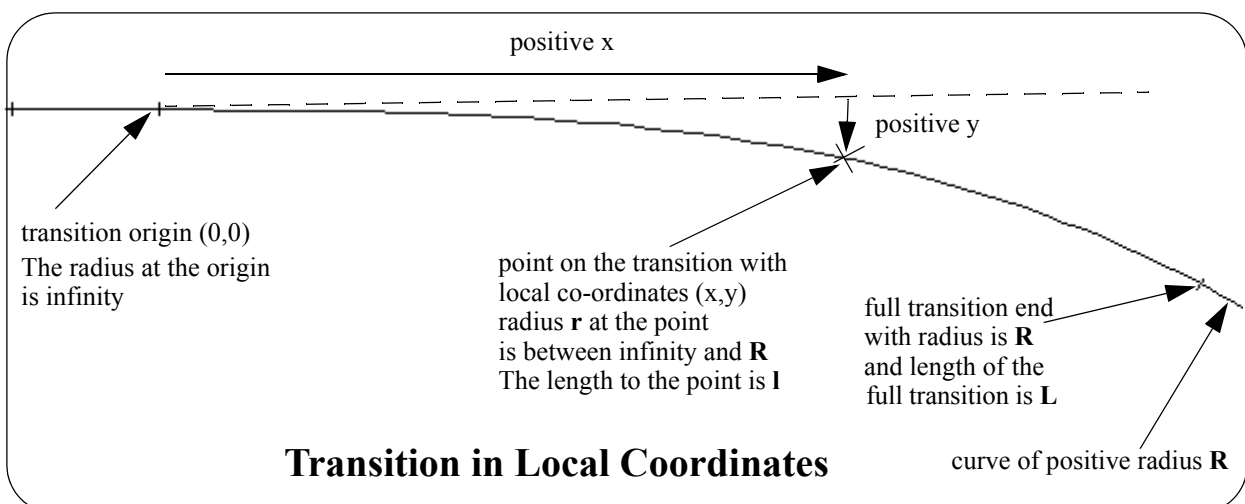 positive x
positive y
transition origin (0,0)
The radius at the origin
is infinity
point on the transition with
local co-ordinates (x,y)
radius r at the point
is between infinity and R
The length to the point is l
full transition end
with radius is R
and length of the
full transition is L
Transition in Local Coordinates
curve of positive radius R